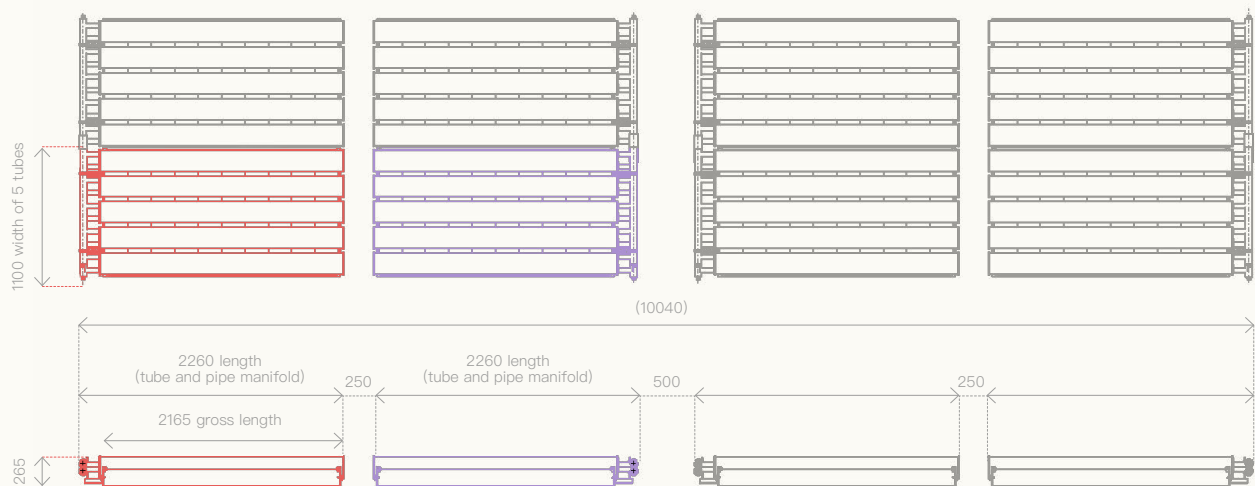 1100 width of 5 tubes
(10040)
2260 length
(tube and pipe manifold)
250
2260 length
(tube and pipe manifold)
500
250
2165 gross length
265